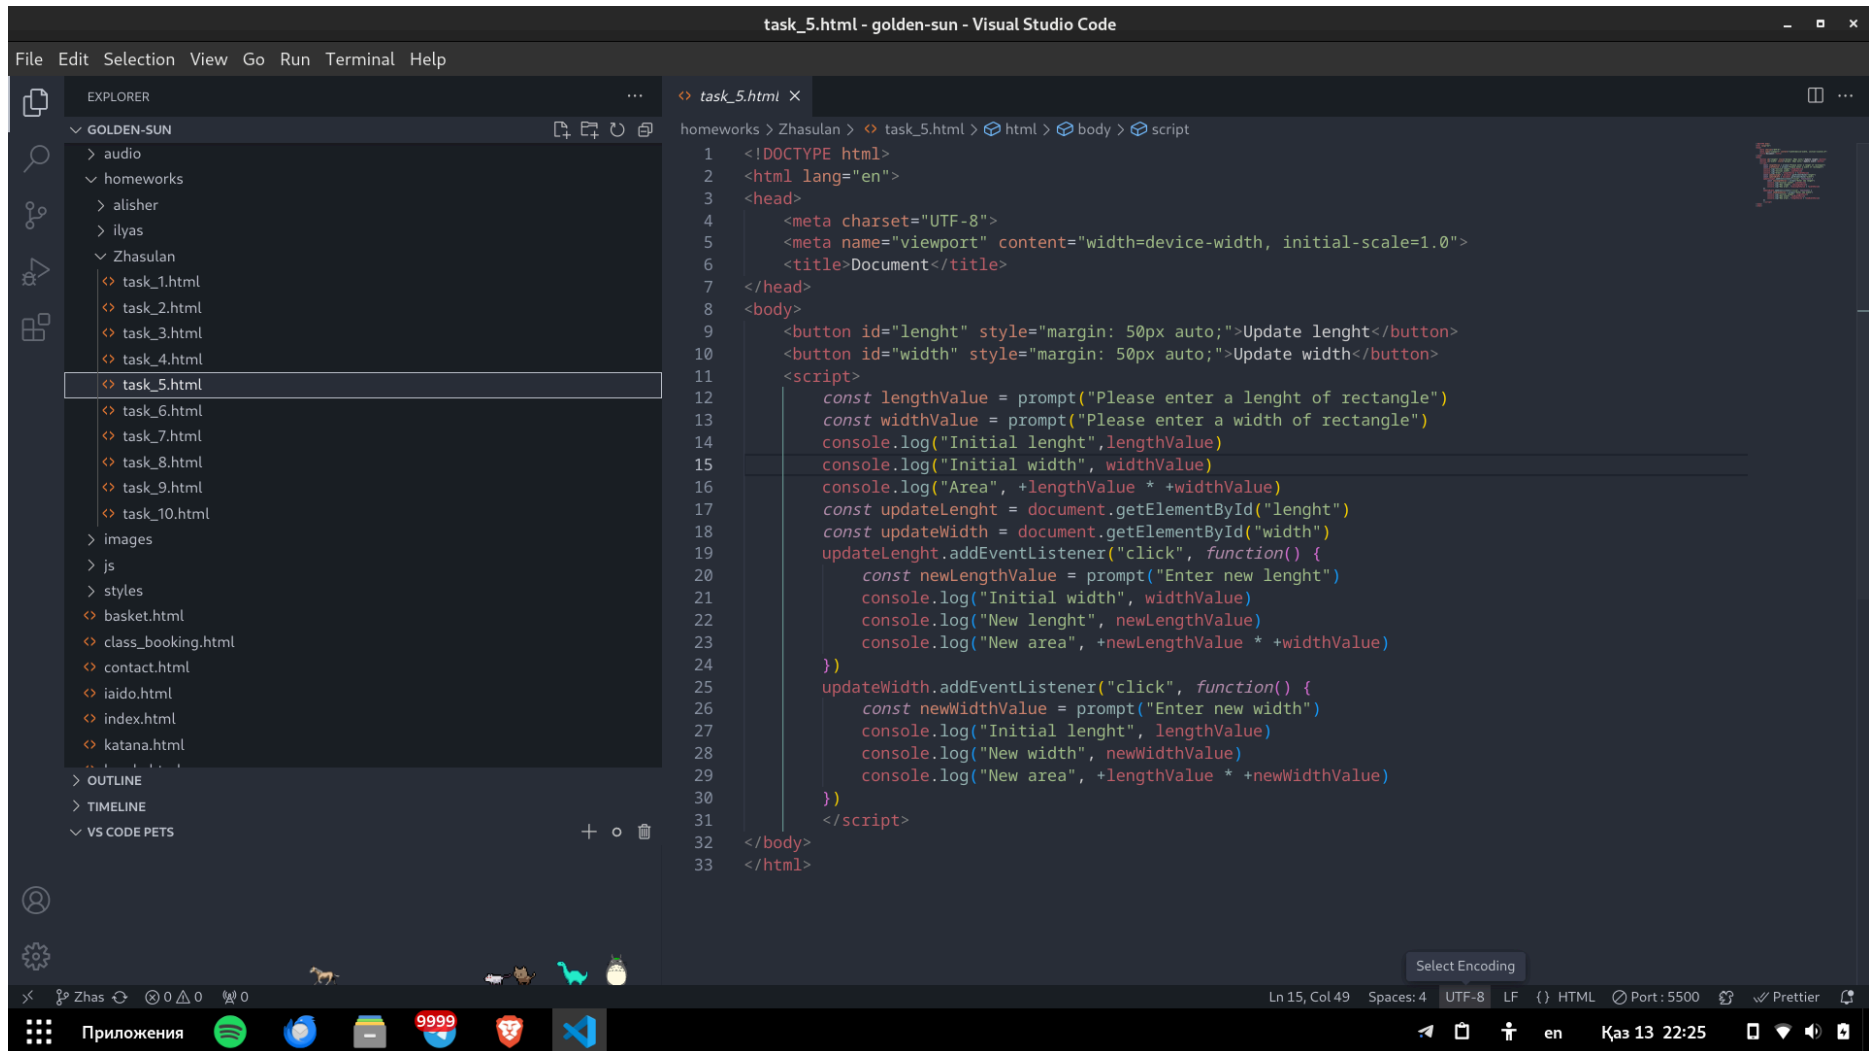 task_5.html - golden-sun - Visual Studio Code
File Edit Selection View Go Run Terminal Help
EXPLORER
GOLDEN-SUN
audio
homeworks
alisher
ilyas
Zhasulan
task_1.html
task_2.html
task_3.html
task_4.html
task_5.html
task_6.html
task_7.html
task_8.html
task_9.html
task_10.html
images
js
styles
basket.html
class_booking.html
contact.html
iaido.html
index.html
katana.html
OUTLINE
TIMELINE
VS CODE PETS
task_5.html
homeworks > Zhasulan > task_5.html > html > body > script
1 <!DOCTYPE html>
2 <html lang="en">
3 <head>
4 <meta charset="UTF-8">
5 <meta name="viewport" content="width=device-width, initial-scale=1.0">
6 <title>Document</title>
7 </head>
8 <body>
9 <button id="lenght" style="margin: 50px auto;">Update lenght</button>
10 <button id="width" style="margin: 50px auto;">Update width</button>
11 <script>
12 const lengthValue = prompt("Please enter a lenght of rectangle")
13 const widthValue = prompt("Please enter a width of rectangle")
14 console.log("Initial lenght",lengthValue)
15 console.log("Initial width", widthValue)
16 console.log("Area", +lengthValue * +widthValue)
17 const updateLenght = document.getElementById("lenght")
18 const updateWidth = document.getElementById("width")
19 updateLenght.addEventListener("click", function() {
20 const newLengthValue = prompt("Enter new lenght")
21 console.log("Initial width", widthValue)
22 console.log("New lenght", newLengthValue)
23 console.log("New area", +newLengthValue * +widthValue)
24 })
25 updateWidth.addEventListener("click", function() {
26 const newWidthValue = prompt("Enter new width")
27 console.log("Initial lenght", lengthValue)
28 console.log("New width", newWidthValue)
29 console.log("New area", +lengthValue * +newWidthValue)
30 })
31 </script>
32 </body>
33 </html>
Select Encoding
Zhas 0 0 0
Ln 15, Col 49 Spaces: 4 UTF-8 LF {} HTML Port : 5500 Prettier
Приложения 9999 en Қаз 13 22:25